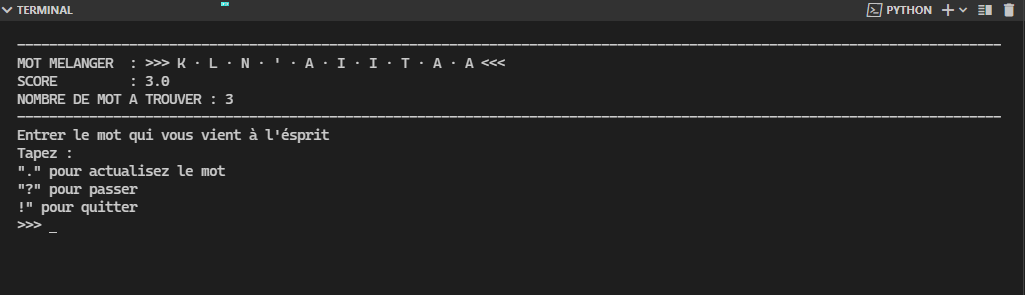 TERMINAL
PYTHON
----------------------------------------------------------------------------------------------------------------------------
MOT MELANGER  : >>> K · L · N · ' · A · I · I · T · A · A <<<
SCORE         : 3.0
NOMBRE DE MOT A TROUVER : 3
----------------------------------------------------------------------------------------------------------------------------
Entrer le mot qui vous vient à l'ésprit
Tapez :
"." pour actualisez le mot
"?" pour passer
!" pour quitter
>>> _